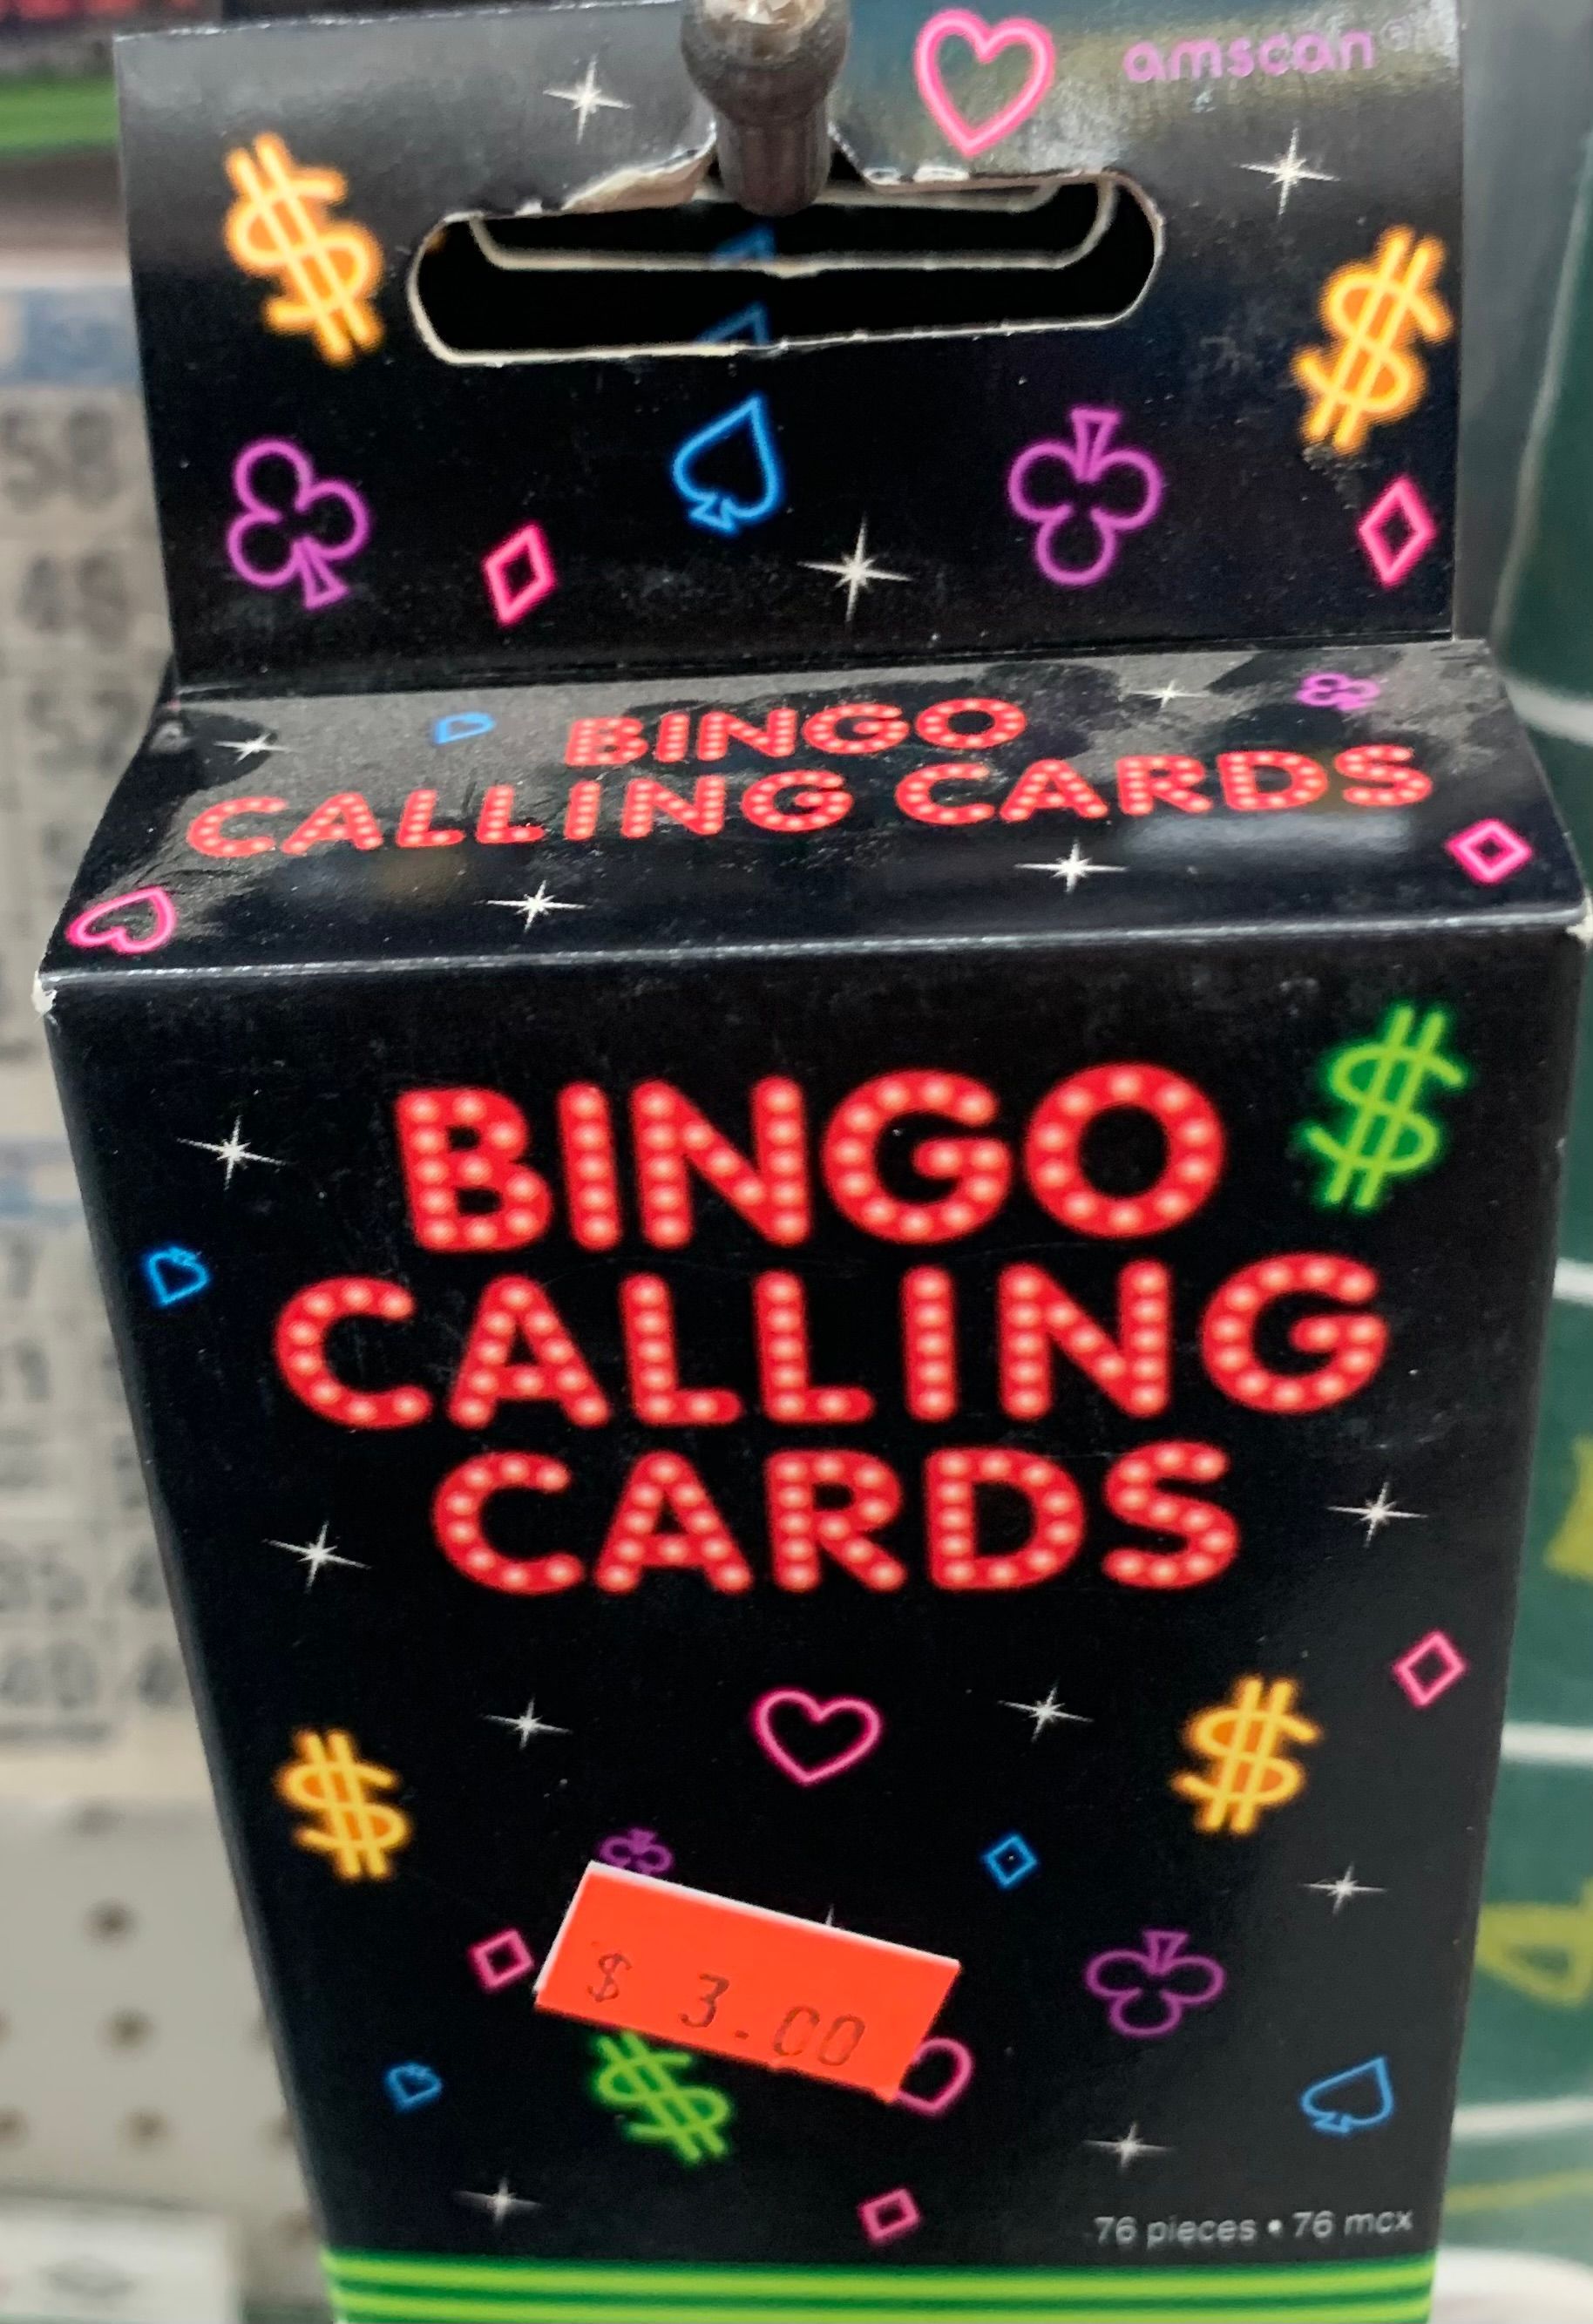 amscan®
BINGO
CALLING CARDS
BINGO
CALLING
CARDS
$ 3.00
76 pieces • 76 mcx